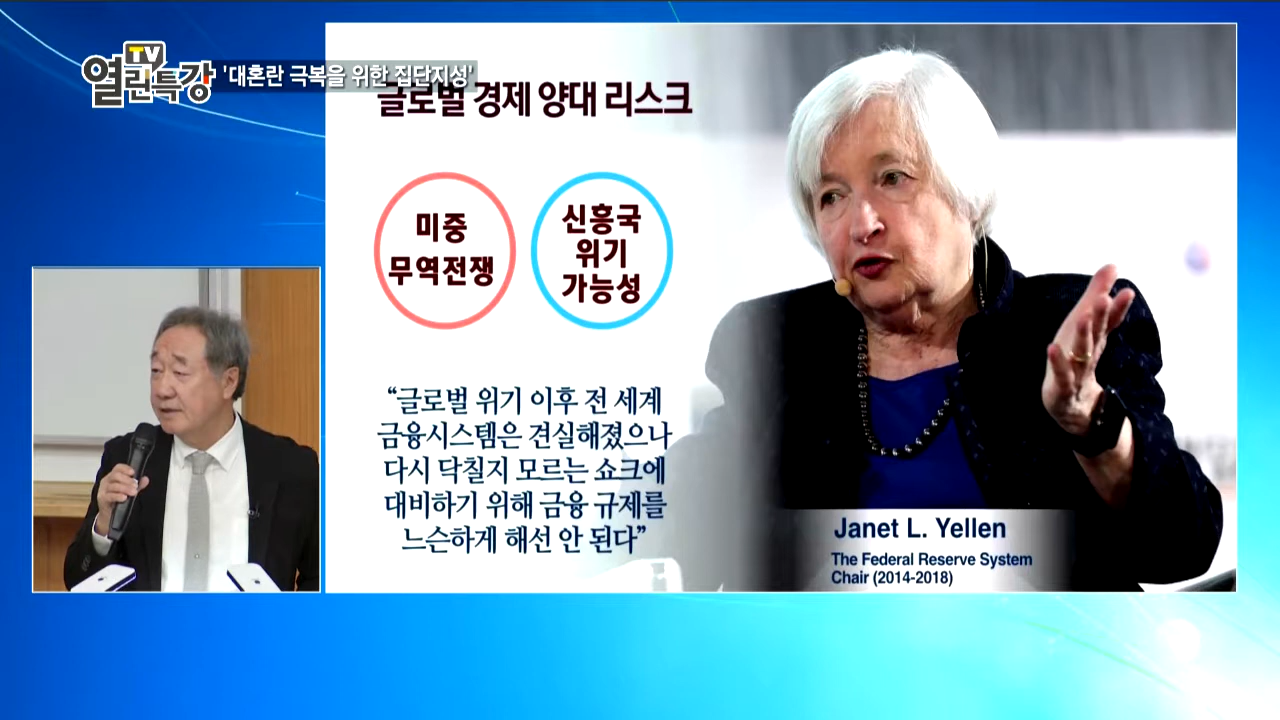 TV
열린특강
'대혼란 극복을 위한 집단지성'
글로벌 경제 양대 리스크
미중
무역전쟁
신흥국
위기
가능성
“글로벌 위기 이후 전 세계
금융시스템은 견실해졌으나
다시 닥칠지 모르는 쇼크에
대비하기 위해 금융 규제를
느슨하게 해선 안 된다”
Janet L. Yellen
The Federal Reserve System
Chair (2014-2018)